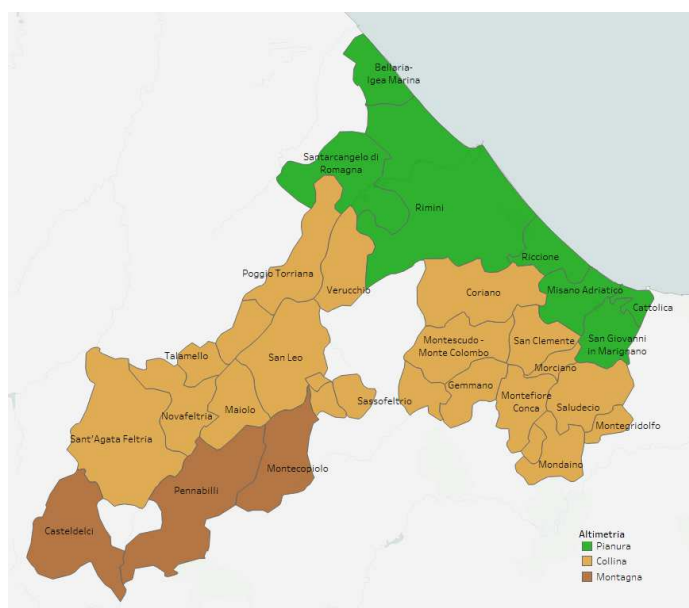 Bellaria-
Igea Marina
Santarcangelo di
Romagna
Rimini
Riccione
Poggio Torriana
Verucchio
Coriano
Misano Adriatico
Cattolica
San Giovanni
in Marignano
Talamello
San Leo
Montescudo -
Monte Colombo
San Clemente
Morciano
Gemmano
Sassofeltrio
Montefiore
Conca
Saludecio
Novafeltria
Maiolo
Montegridolfo
Sant'Agata Feltria
Mondaino
Montecopiolo
Pennabilli
Casteldelci
Altimetria
Pianura
Collina
Montagna